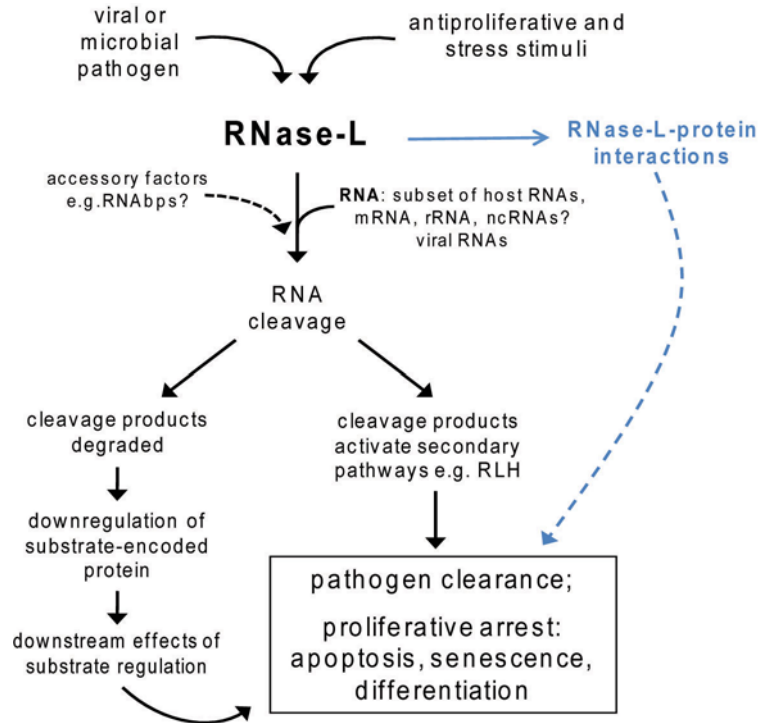 viral or
microbial
pathogen
antiproliferative and
stress stimuli
RNase-L
RNase-L-protein
interactions
accessory factors
e.g.RNAbps?
RNA: subset of host RNAs,
mRNA, rRNA, ncRNAs?
viral RNAs
RNA
cleavage
cleavage products
degraded
cleavage products
activate secondary
pathways e.g. RLH
downregulation of
substrate-encoded
protein
downstream effects of
substrate regulation
pathogen clearance;
proliferative arrest:
apoptosis, senescence,
differentiation